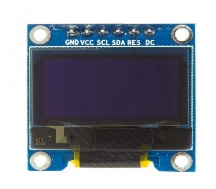 GND VCC SCL SDA RES DC